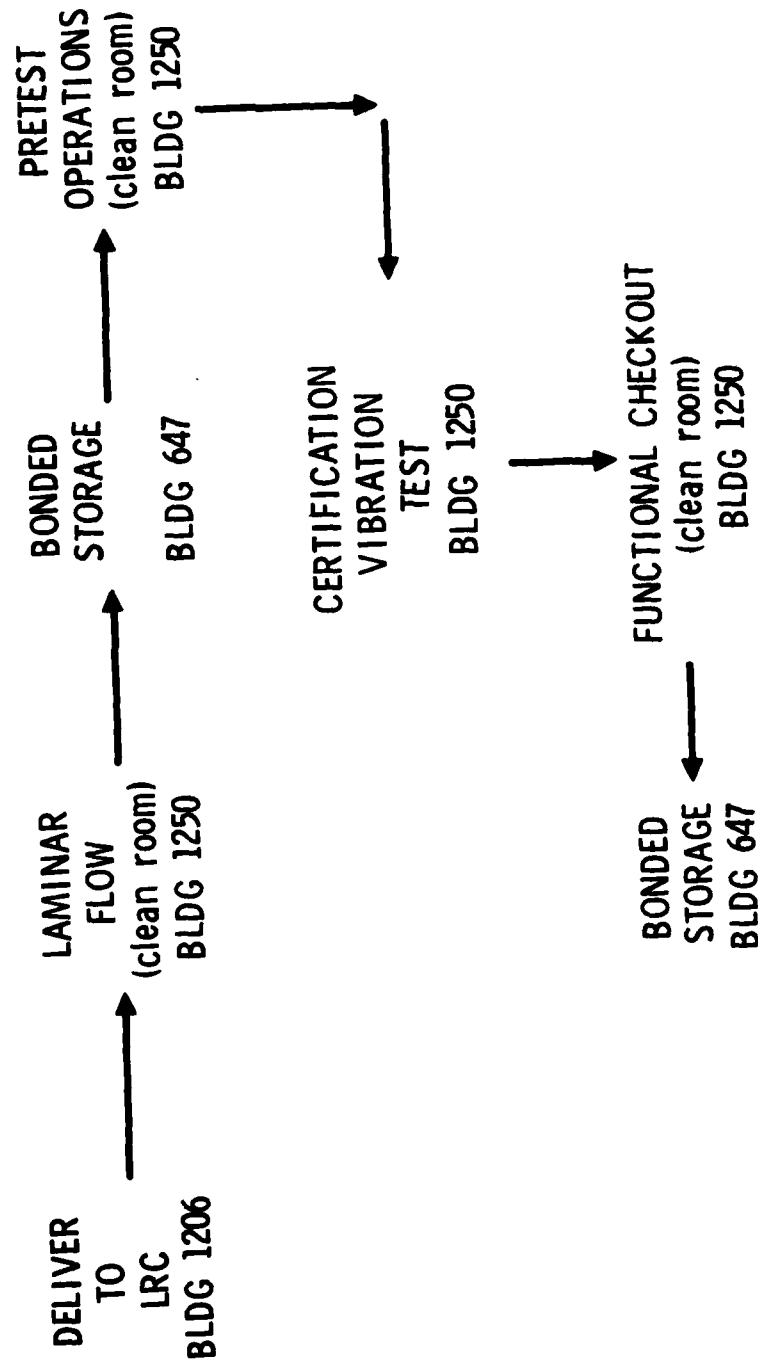 DELIVER
TO
LRC
BLDG 1206
LAMINAR
FLOW
(clean room)
BLDG 1250
BONDED
STORAGE
BLDG 647
PRETEST
OPERATIONS
(clean room)
BLDG 1250
CERTIFICATION
VIBRATION
TEST
BLDG 1250
FUNCTIONAL CHECKOUT
(clean room)
BLDG 1250
BONDED
STORAGE
BLDG 647